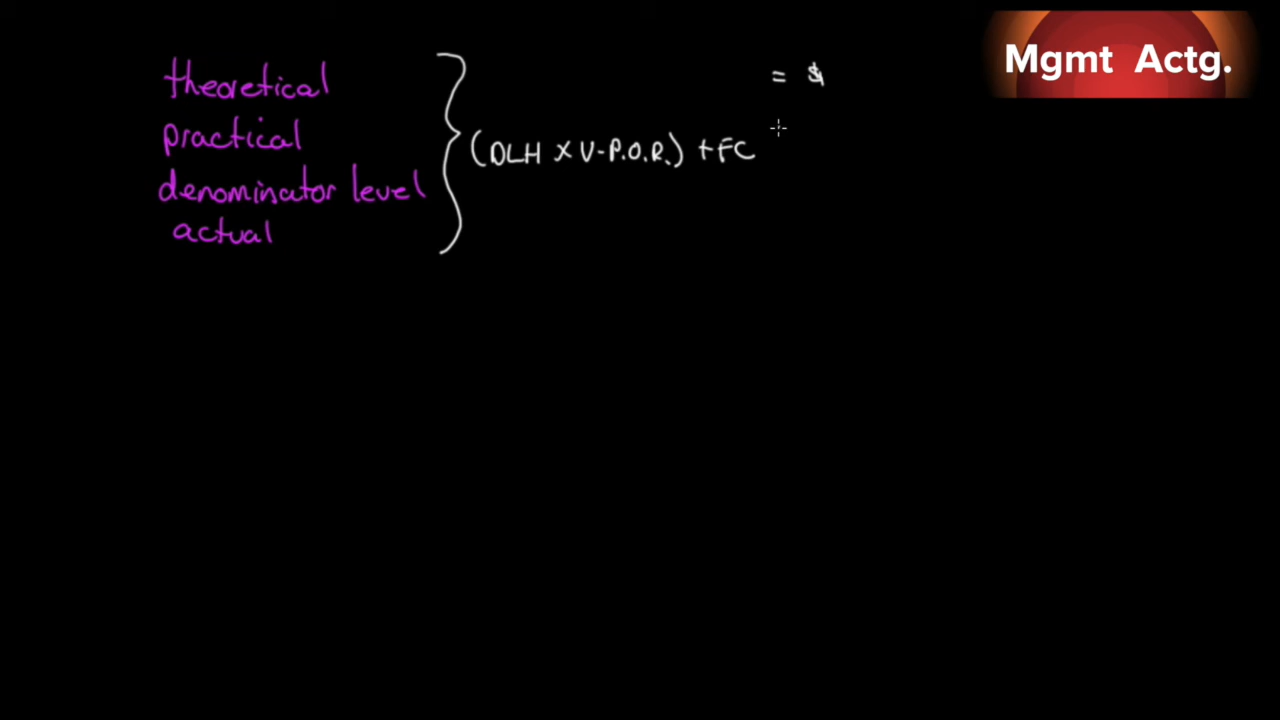 Mgmt Actg.
theoretical
= $
practical
(DLH x V-P.O.R.) + FC
denominator level
actual